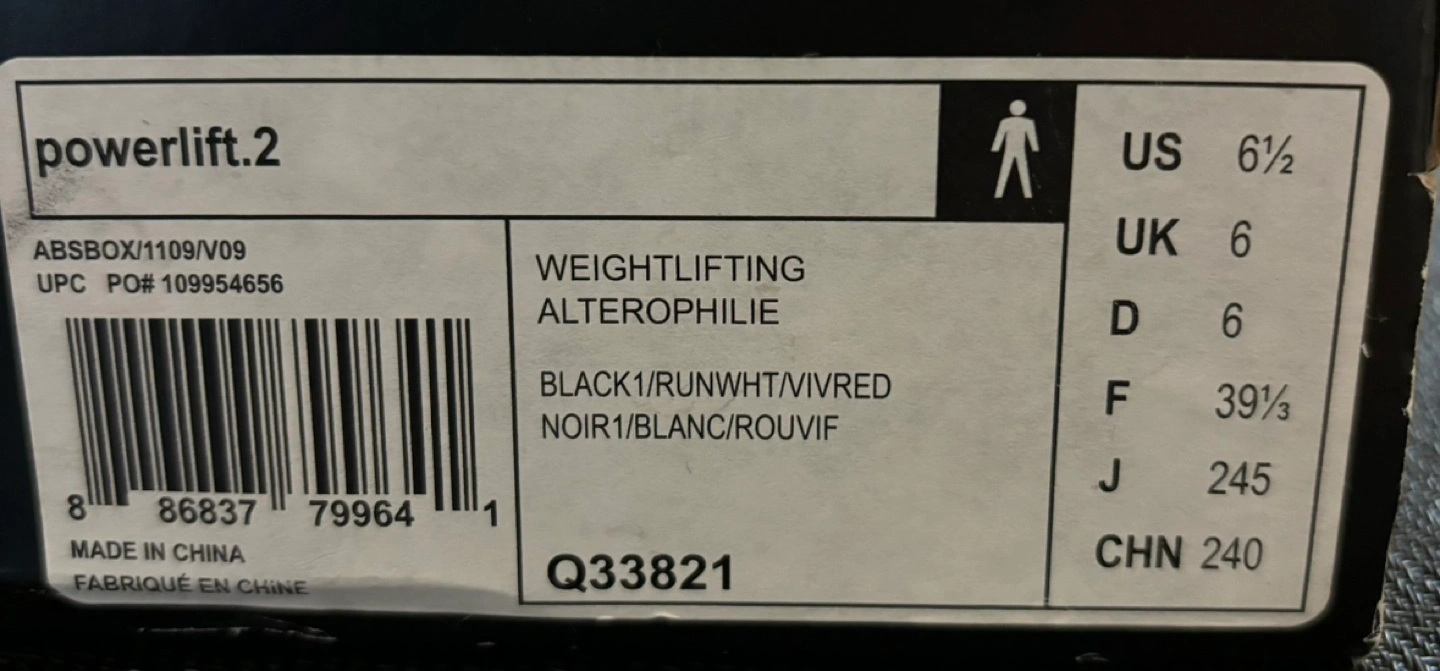 powerlift.2
ABSBOX/1109/V09
UPC PO# 109954656
8 86837 79964 1
MADE IN CHINA
FABRIQUÉ EN CHINE
WEIGHTLIFTING
ALTEROPHILIE
BLACK1/RUNWHT/VIVRED
NOIR1/BLANC/ROUVIF
Q33821
US 6½
UK 6
D 6
F 39⅓
J 245
CHN 240